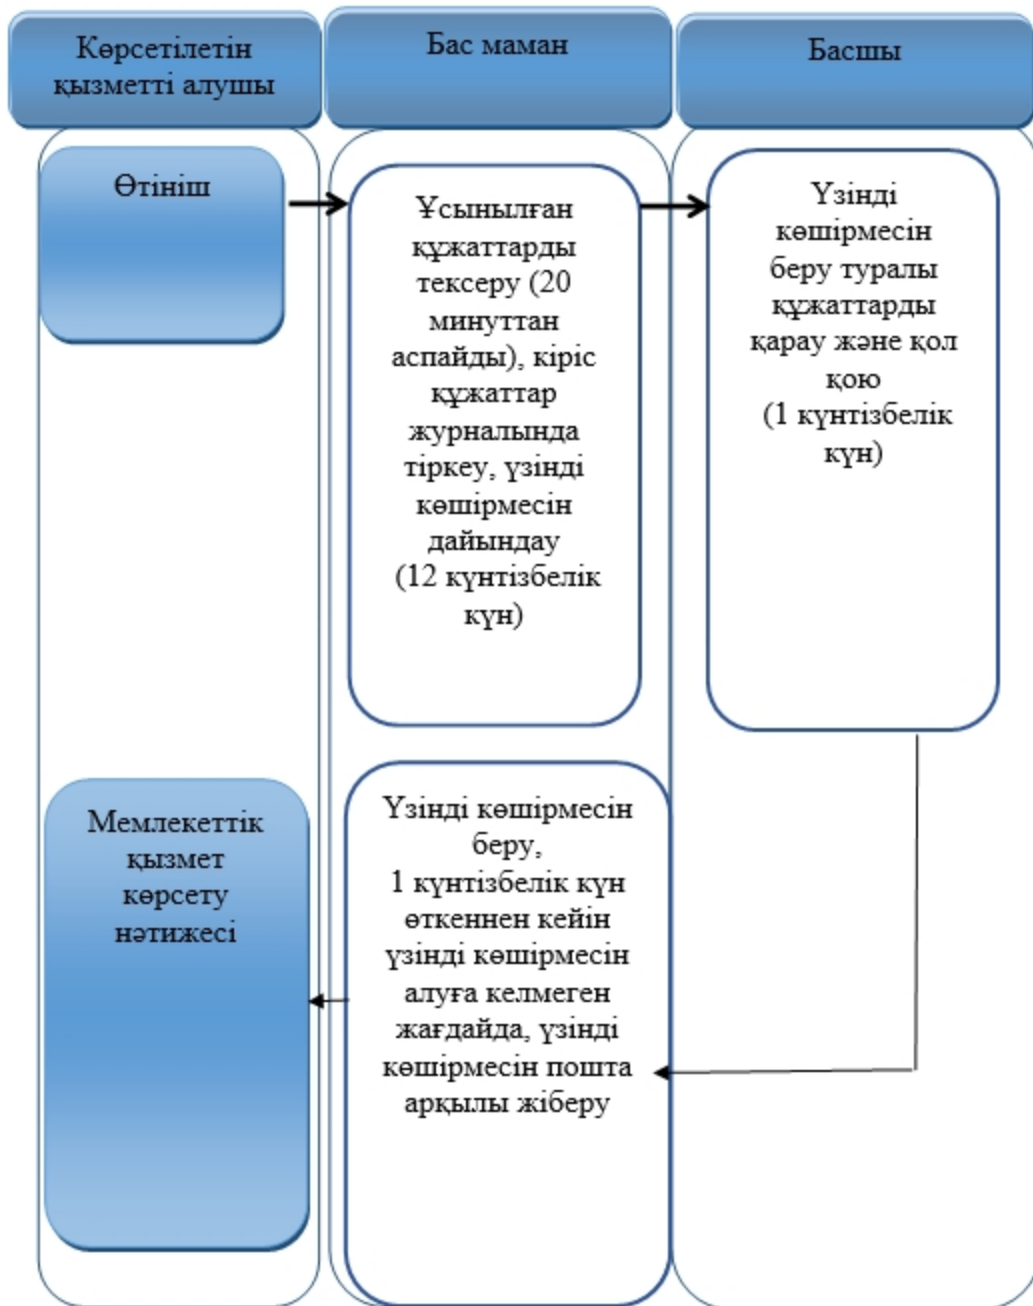 Көрсетілетін
қызметті алушы
Бас маман
Басшы
Өтініш
Ұсынылған
құжаттарды
тексеру (20
минуттан
аспайды), кіріс
құжаттар
журналында
тіркеу, үзінді
көшірмесін
дайындау
(12 күнтізбелік
күн)
Үзінді
көшірмесін
беру туралы
құжаттарды
қарау және қол
қою
(1 күнтізбелік
күн)
Мемлекеттік
қызмет
көрсету
нәтижесі
Үзінді көшірмесін
беру,
1 күнтізбелік күн
өткеннен кейін
үзінді көшірмесін
алуға келмеген
жағдайда, үзінді
көшірмесін пошта
арқылы жіберу